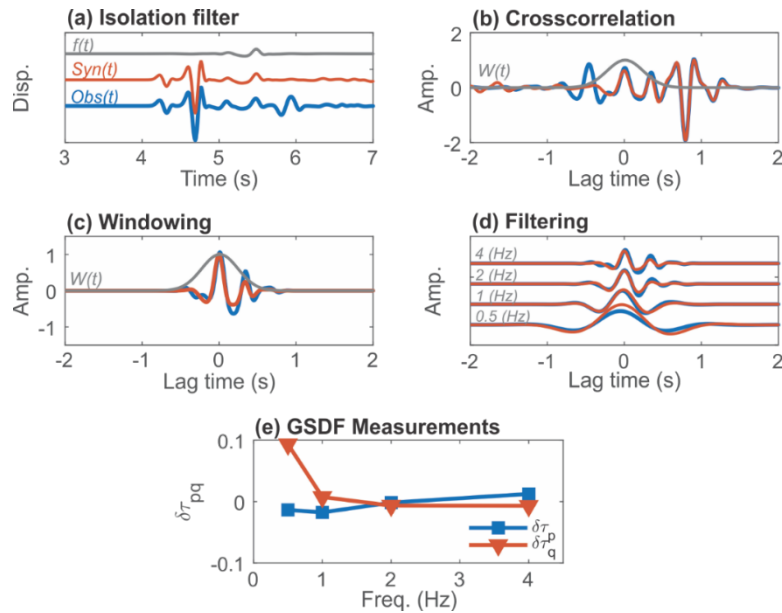 (a) Isolation filter
f(t)
Syn(t)
Obs(t)
Disp.
3 4 5 6 7
Time (s)
(b) Crosscorrelation
2
0
-2
W(t)
Amp.
-2 -1 0 1 2
Lag time (s)
(c) Windowing
1
0
-1
W(t)
Amp.
-2 -1 0 1 2
Lag time (s)
(d) Filtering
4 (Hz)
2 (Hz)
1 (Hz)
0.5 (Hz)
Amp.
-2 -1 0 1 2
Lag time (s)
(e) GSDF Measurements
0.1
0
-0.1
δτpq
δτp
δτq
0 1 2 3 4
Freq. (Hz)